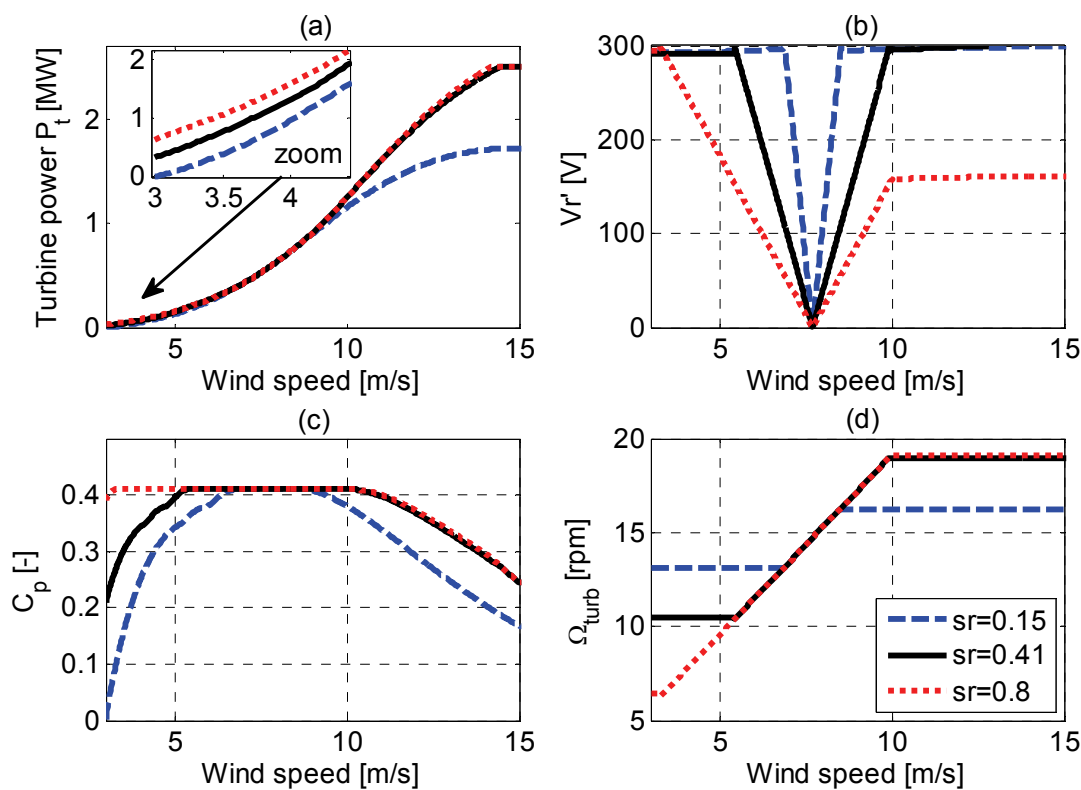 (a)
Turbine power P_t [MW]
2
1
0
2
1
0
3 3.5 4
zoom
5 10 15
Wind speed [m/s]
(b)
Vr' [V]
300
200
100
0
5 10 15
Wind speed [m/s]
(c)
C_p [-]
0.4
0.3
0.2
0.1
0
5 10 15
Wind speed [m/s]
(d)
Ω_turb [rpm]
20
15
10
5
sr=0.15
sr=0.41
sr=0.8
5 10 15
Wind speed [m/s]